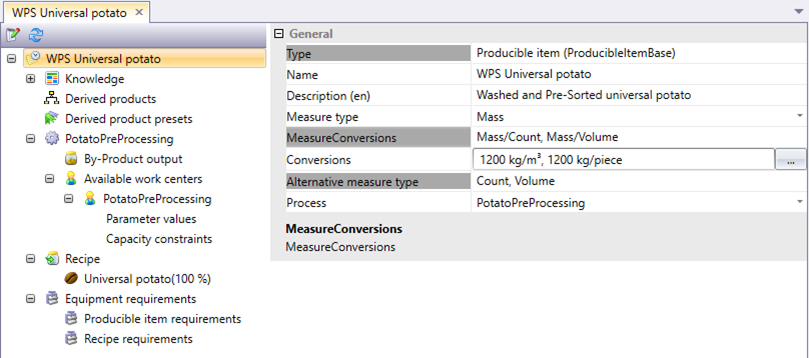 WPS Universal potato
WPS Universal potato
Knowledge
Derived products
Derived product presets
PotatoPreProcessing
By-Product output
Available work centers
PotatoPreProcessing
Parameter values
Capacity constraints
Recipe
Universal potato(100 %)
Equipment requirements
Producible item requirements
Recipe requirements
General
Type Producible item (ProducibleItemBase)
Name WPS Universal potato
Description (en) Washed and Pre-Sorted universal potato
Measure type Mass
MeasureConversions Mass/Count, Mass/Volume
Conversions 1200 kg/m³, 1200 kg/piece ...
Alternative measure type Count, Volume
Process PotatoPreProcessing
MeasureConversions
MeasureConversions